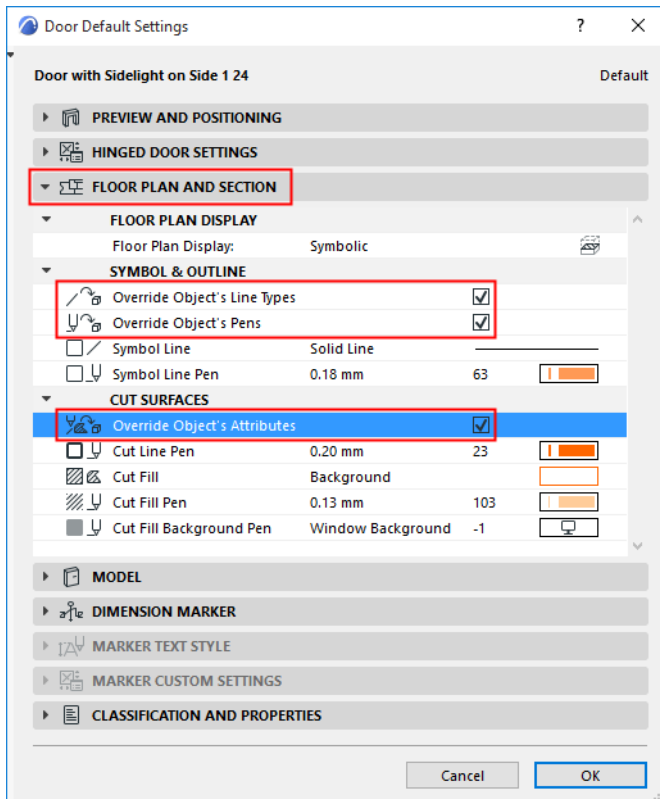 Door Default Settings ?
Door with Sidelight on Side 1 24 Default
PREVIEW AND POSITIONING
HINGED DOOR SETTINGS
FLOOR PLAN AND SECTION
FLOOR PLAN DISPLAY
Floor Plan Display: Symbolic
SYMBOL & OUTLINE
Override Object's Line Types
Override Object's Pens
Symbol Line Solid Line
Symbol Line Pen 0.18 mm 63
CUT SURFACES
Override Object's Attributes
Cut Line Pen 0.20 mm 23
Cut Fill Background
Cut Fill Pen 0.13 mm 103
Cut Fill Background Pen Window Background -1
MODEL
DIMENSION MARKER
MARKER TEXT STYLE
MARKER CUSTOM SETTINGS
CLASSIFICATION AND PROPERTIES
Cancel OK